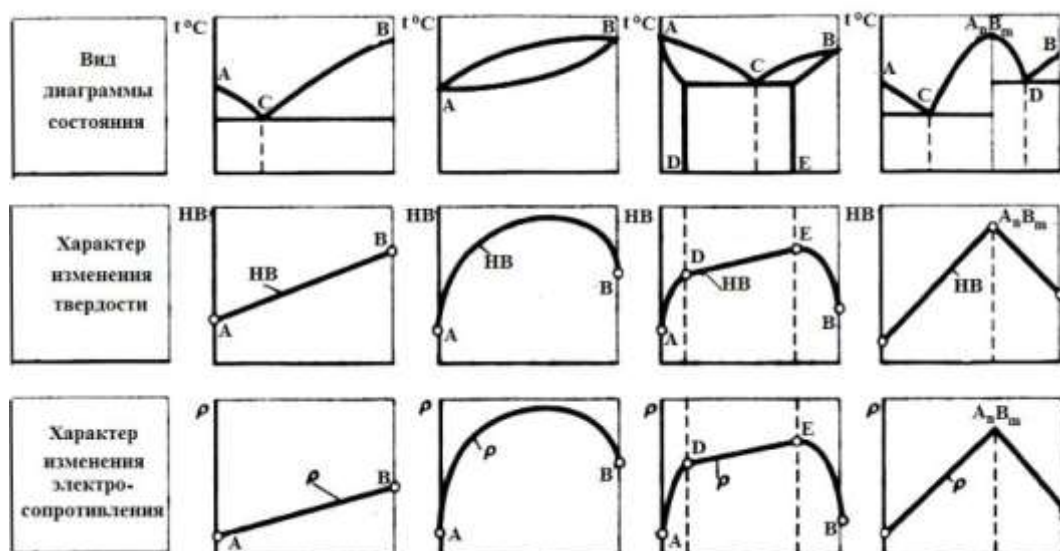 Вид
диаграммы
состояния
t °C
A
C
B
t °C
A
B
t °C
A
C
B
D
E
t °C
A
C
AnBm
B
D
Характер
изменения
твердости
HB
HB
A
B
HB
HB
A
B
HB
A
D
HB
E
B
HB
HB
AnBm
Характер
изменения
электро-
сопротивления
ρ
ρ
A
B
ρ
ρ
A
B
ρ
A
D
ρ
E
B
ρ
ρ
AnBm